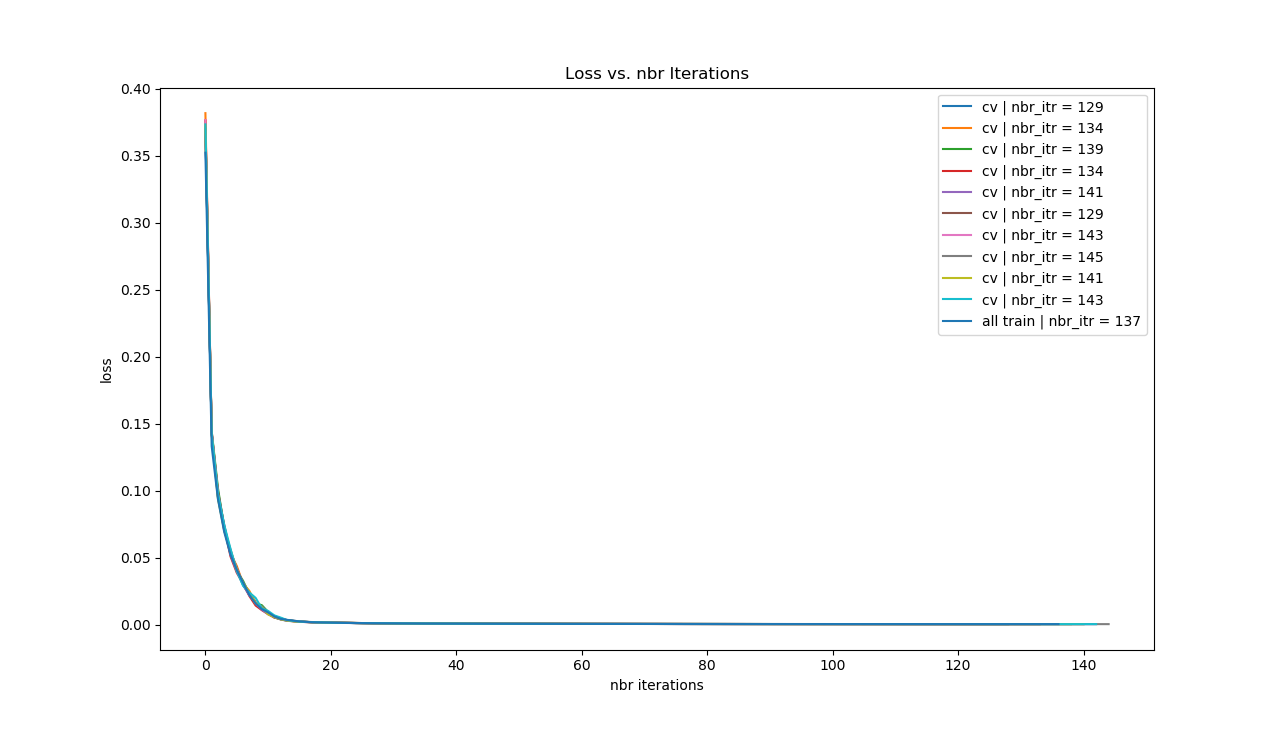 Loss vs. nbr Iterations
0.40
0.35
0.30
0.25
0.20
0.15
0.10
0.05
0.00
loss
cv | nbr_itr = 129
cv | nbr_itr = 134
cv | nbr_itr = 139
cv | nbr_itr = 134
cv | nbr_itr = 141
cv | nbr_itr = 129
cv | nbr_itr = 143
cv | nbr_itr = 145
cv | nbr_itr = 141
cv | nbr_itr = 143
all train | nbr_itr = 137
0 20 40 60 80 100 120 140
nbr iterations